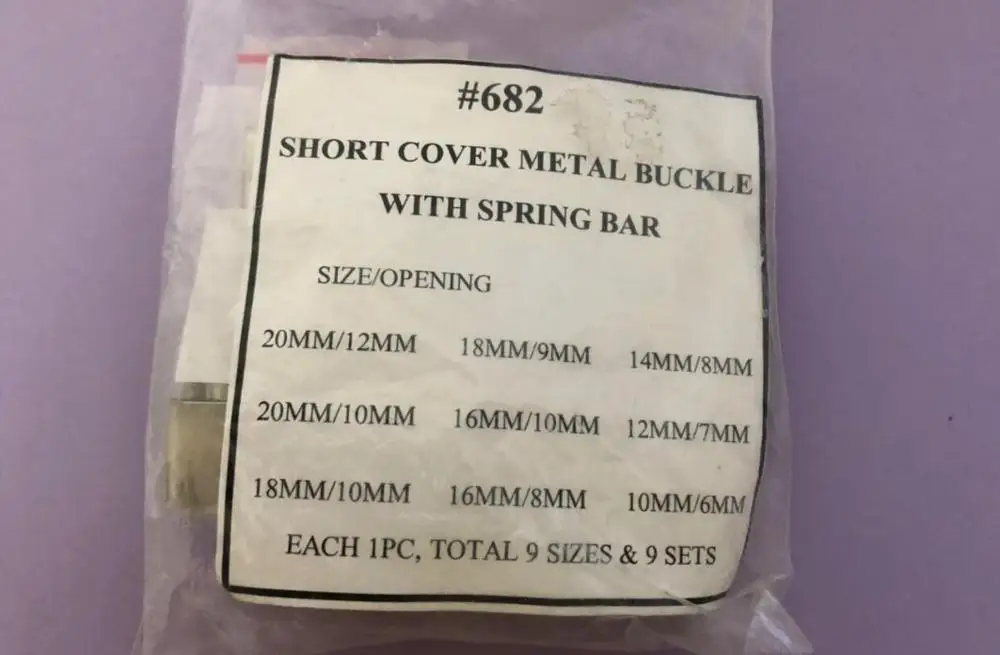 #682
SHORT COVER METAL BUCKLE
WITH SPRING BAR
SIZE/OPENING
20MM/12MM 18MM/9MM 14MM/8MM
20MM/10MM 16MM/10MM 12MM/7MM
18MM/10MM 16MM/8MM 10MM/6MM
EACH 1PC, TOTAL 9 SIZES & 9 SETS